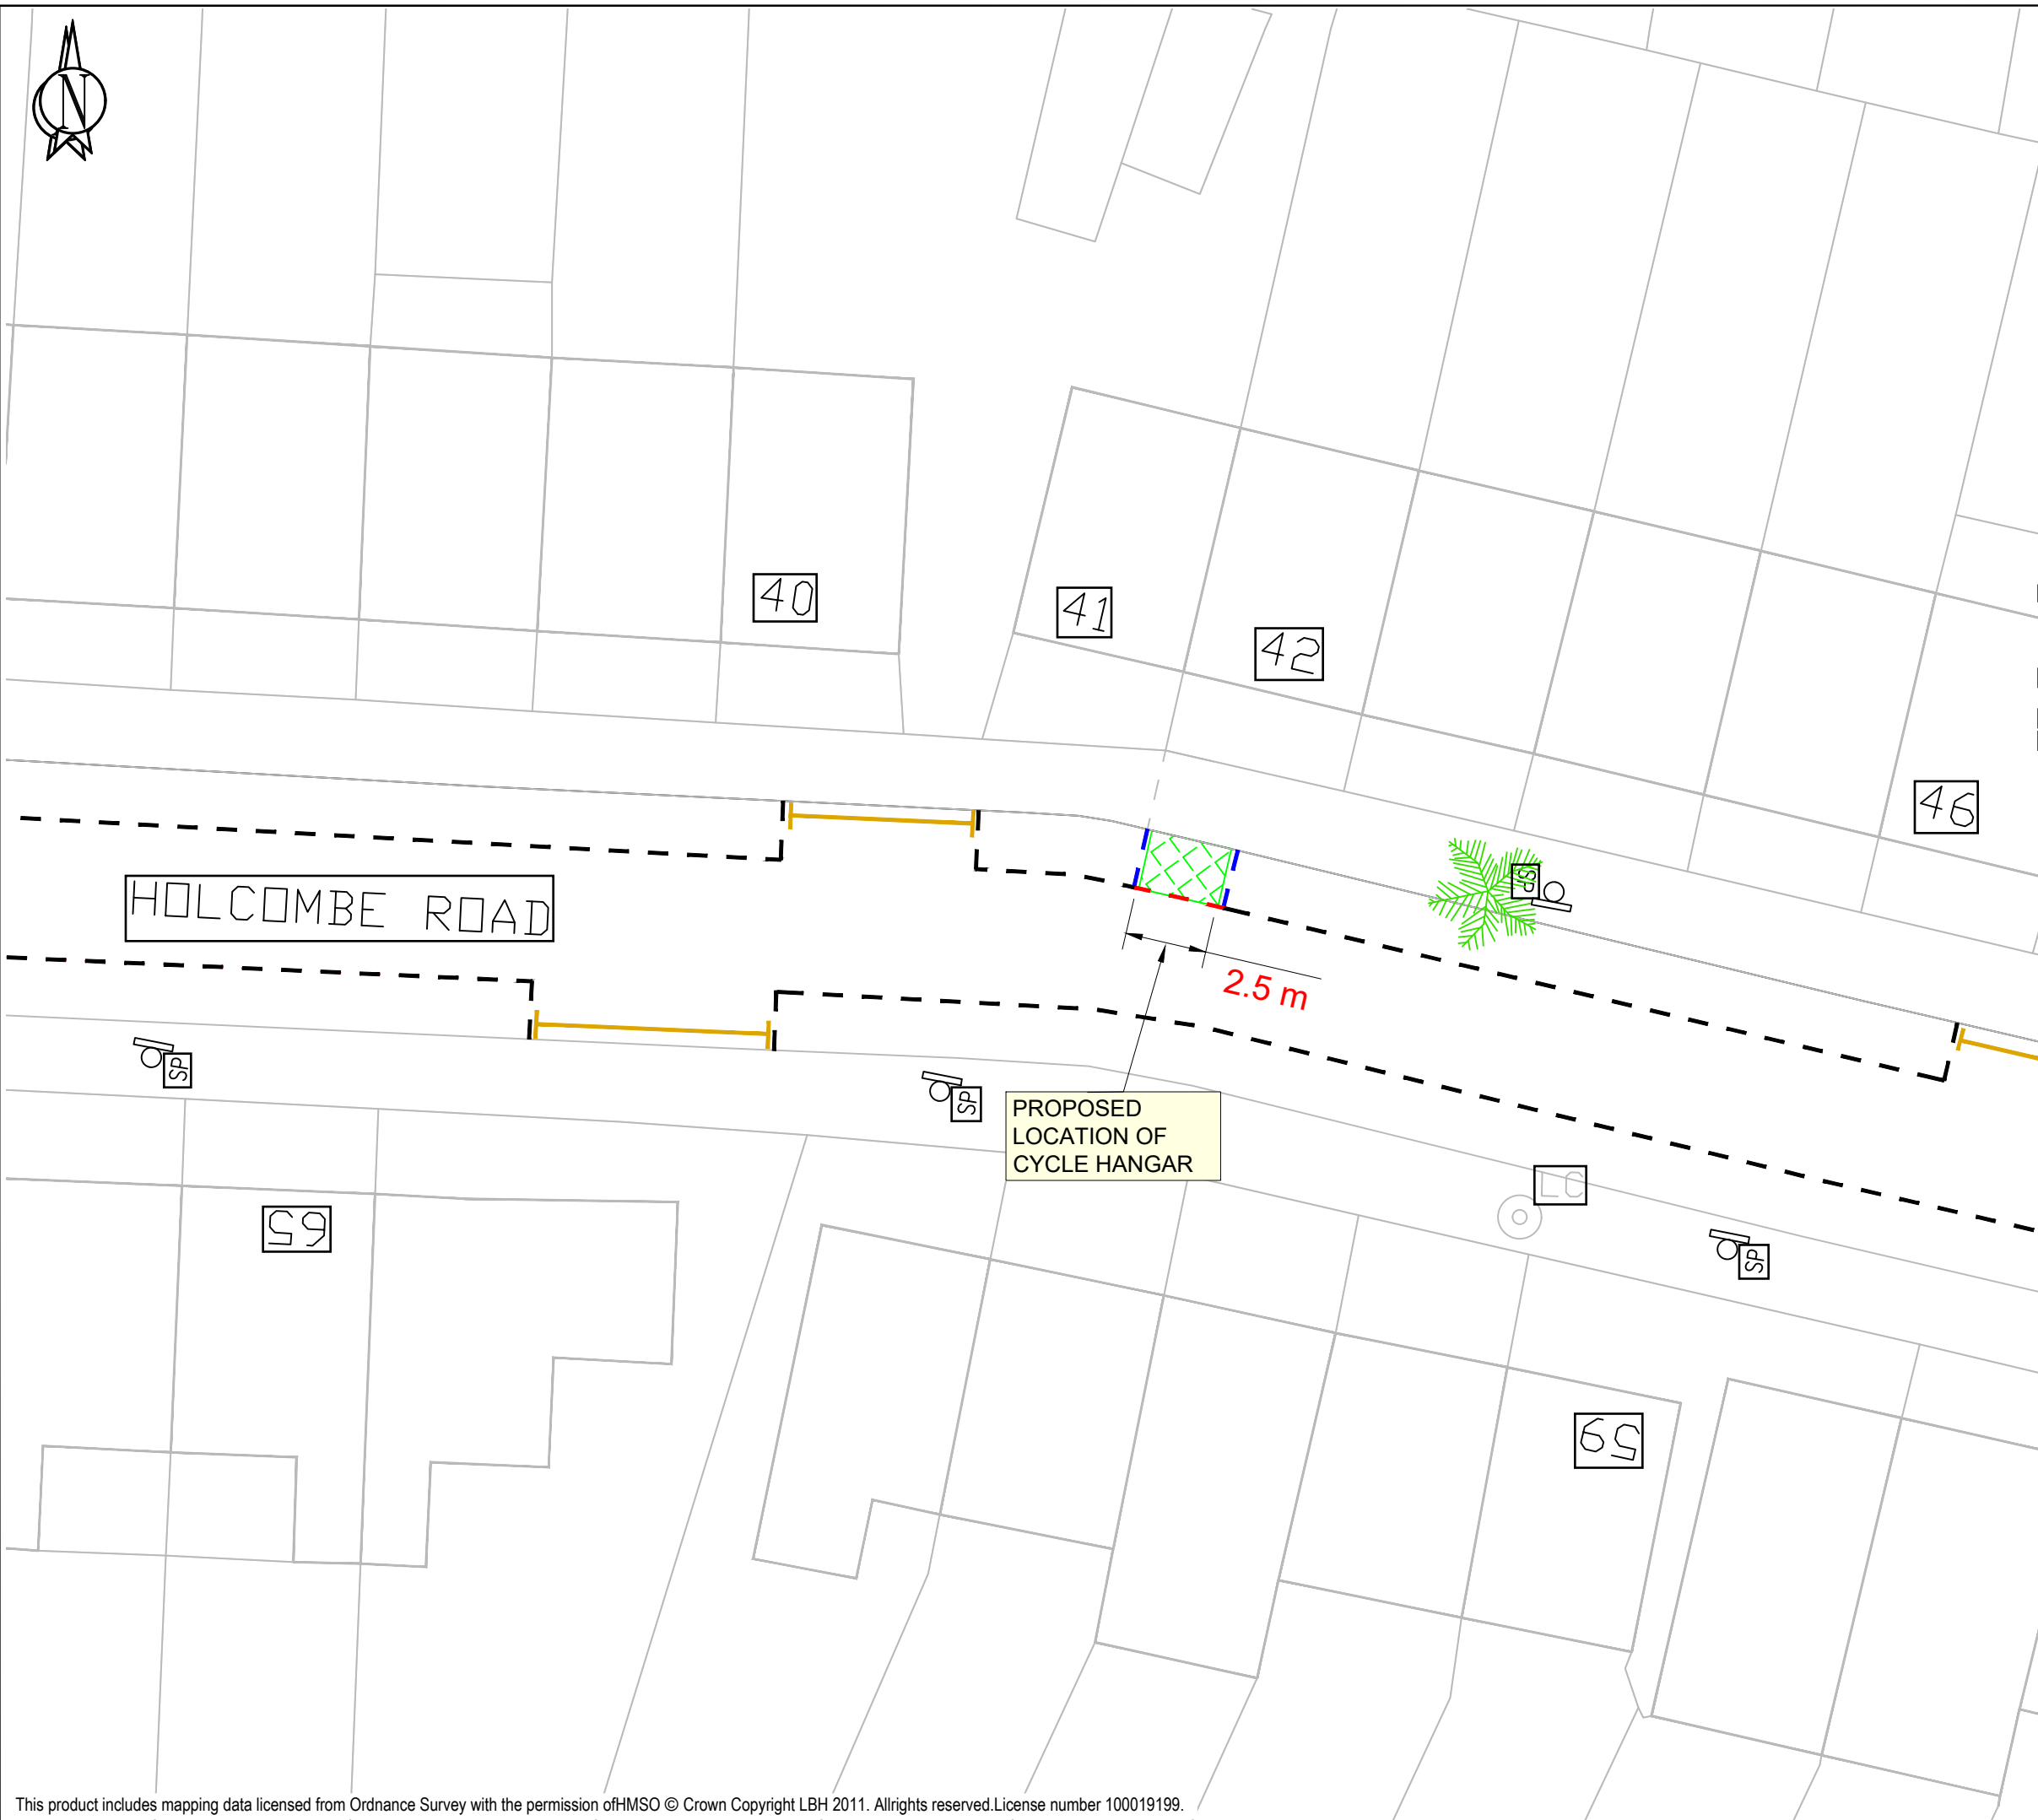 N
40
41
42
46
HOLCOMBE ROAD
SP
2.5 m
SP
SP
PROPOSED
LOCATION OF
CYCLE HANGAR
LC
65
SP
59
This product includes mapping data licensed from Ordnance Survey with the permission ofHMSO © Crown Copyright LBH 2011. Allrights reserved.License number 100019199.